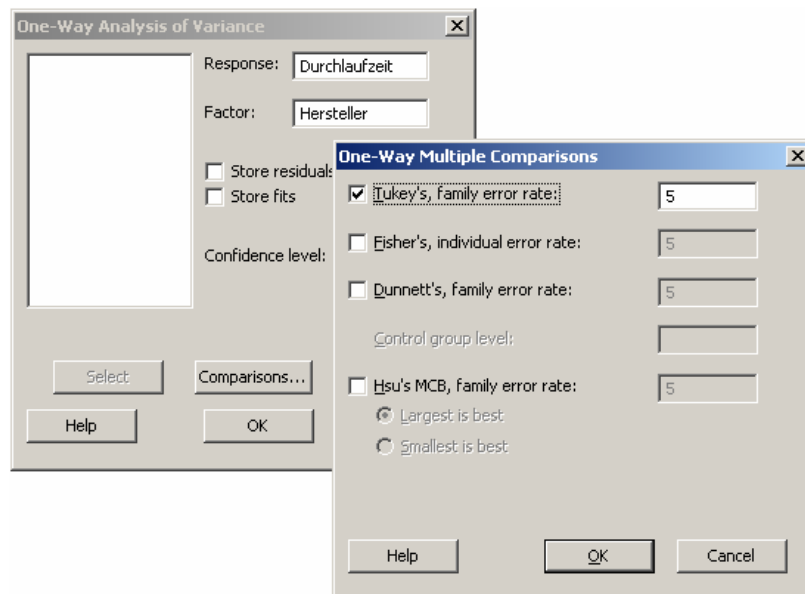 One-Way Analysis of Variance
Response: Durchlaufzeit
Factor: Hersteller
Store residuals
Store fits
Confidence level:
Select
Comparisons...
Help
OK
One-Way Multiple Comparisons
Tukey's, family error rate: 5
Fisher's, individual error rate: 5
Dunnett's, family error rate: 5
Control group level:
Hsu's MCB, family error rate: 5
Largest is best
Smallest is best
Help
OK
Cancel